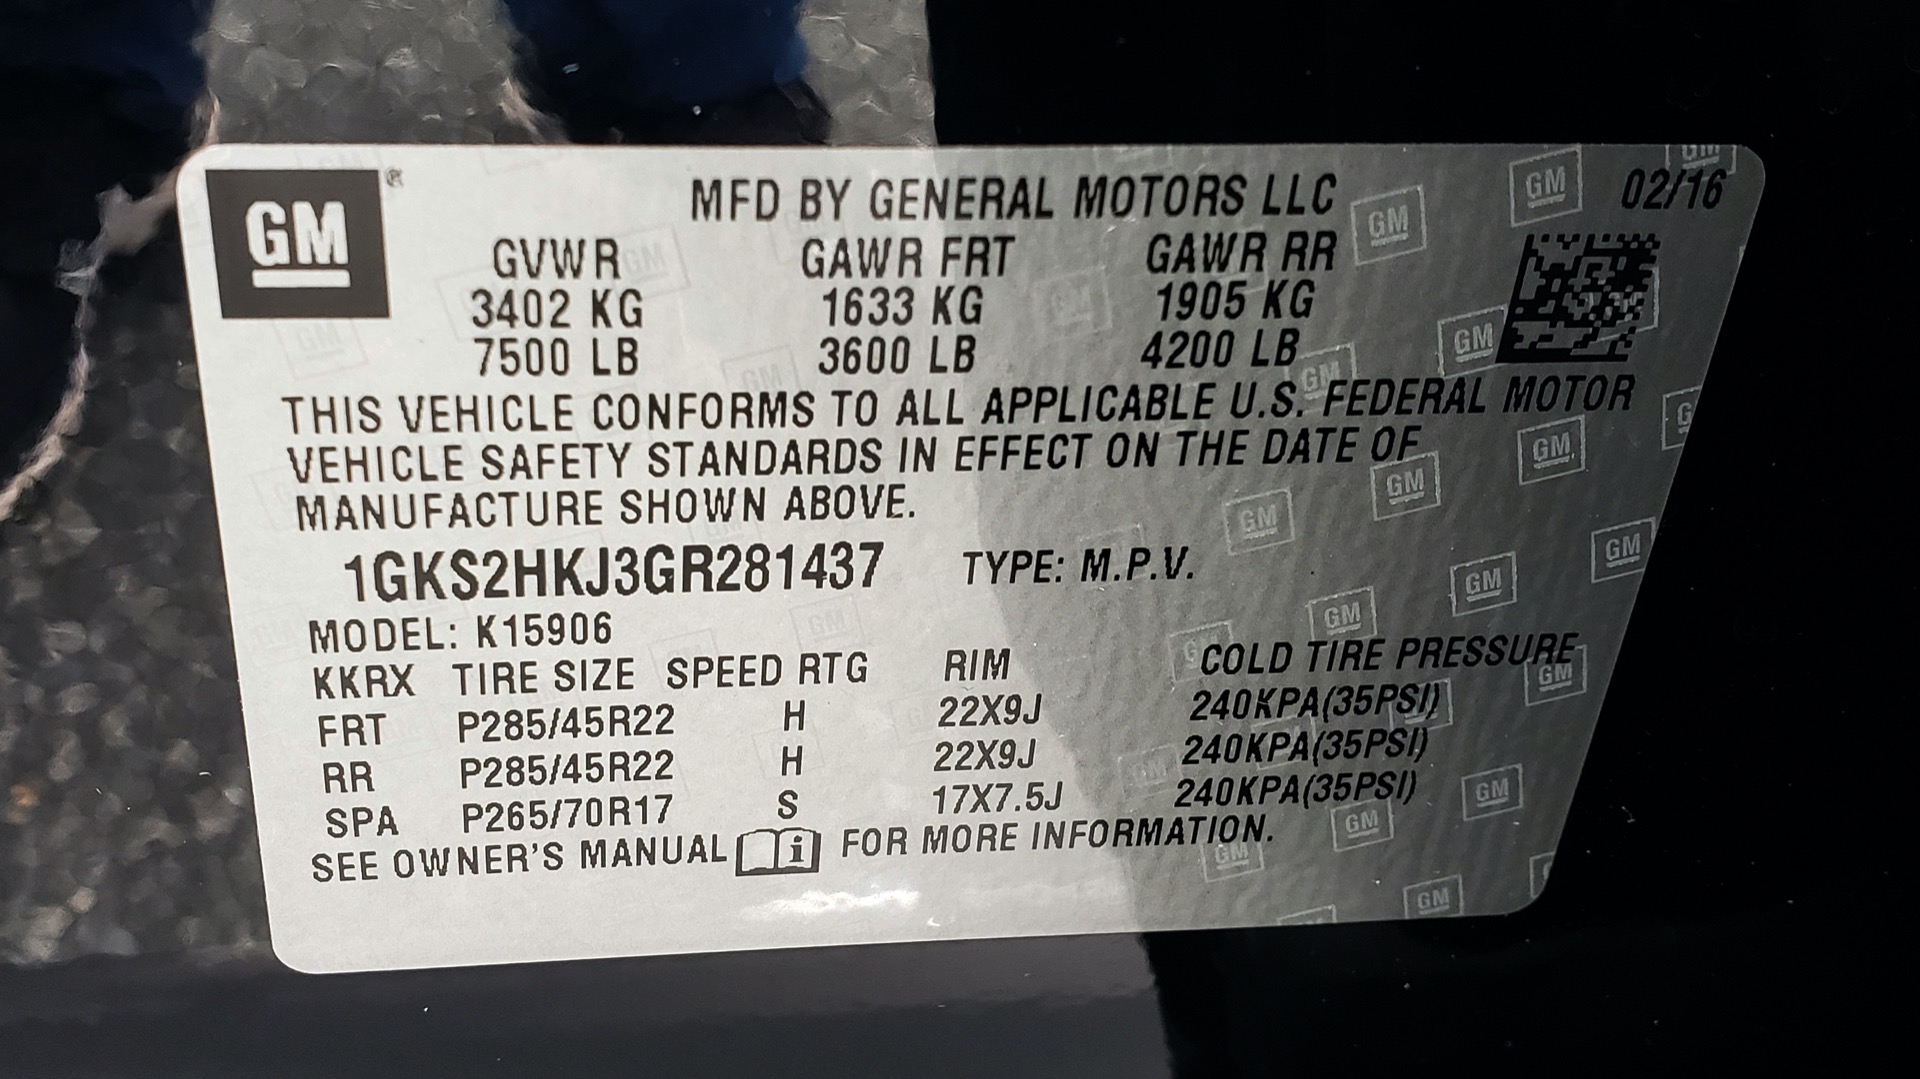 GM ® MFD BY GENERAL MOTORS LLC 02/16
GVWR GAWR FRT GAWR RR
3402 KG 1633 KG 1905 KG
7500 LB 3600 LB 4200 LB
THIS VEHICLE CONFORMS TO ALL APPLICABLE U.S. FEDERAL MOTOR
VEHICLE SAFETY STANDARDS IN EFFECT ON THE DATE OF
MANUFACTURE SHOWN ABOVE.
1GKS2HKJ3GR281437 TYPE: M.P.V.
MODEL: K15906
KKRX TIRE SIZE SPEED RTG RIM COLD TIRE PRESSURE
FRT P285/45R22 H 22X9J 240KPA(35PSI)
RR P285/45R22 H 22X9J 240KPA(35PSI)
SPA P265/70R17 S 17X7.5J 240KPA(35PSI)
SEE OWNER'S MANUAL i FOR MORE INFORMATION.